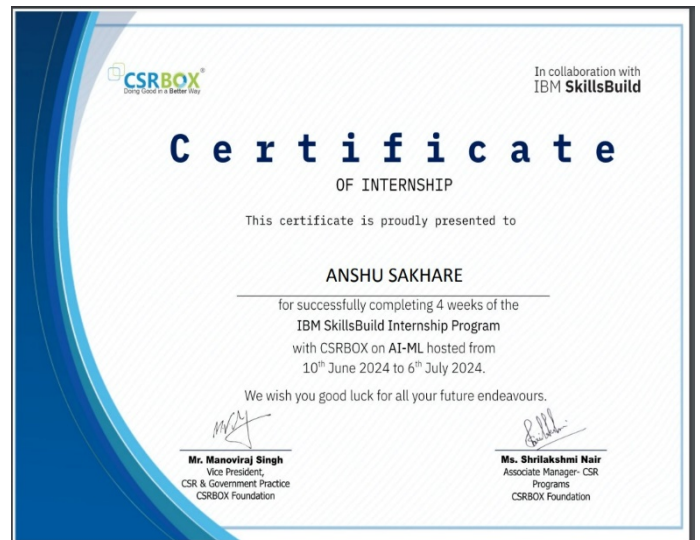 CSRBOX®
Doing Good in a Better Way
In collaboration with
IBM SkillsBuild
Certificate
OF INTERNSHIP
This certificate is proudly presented to
ANSHU SAKHARE
for successfully completing 4 weeks of the
IBM SkillsBuild Internship Program
with CSRBOX on AI-ML hosted from
10th June 2024 to 6th July 2024.
We wish you good luck for all your future endeavours.
Mr. Manoviraj Singh
Vice President,
CSR & Government Practice
CSRBOX Foundation
Ms. Shrilakshmi Nair
Associate Manager- CSR
Programs
CSRBOX Foundation